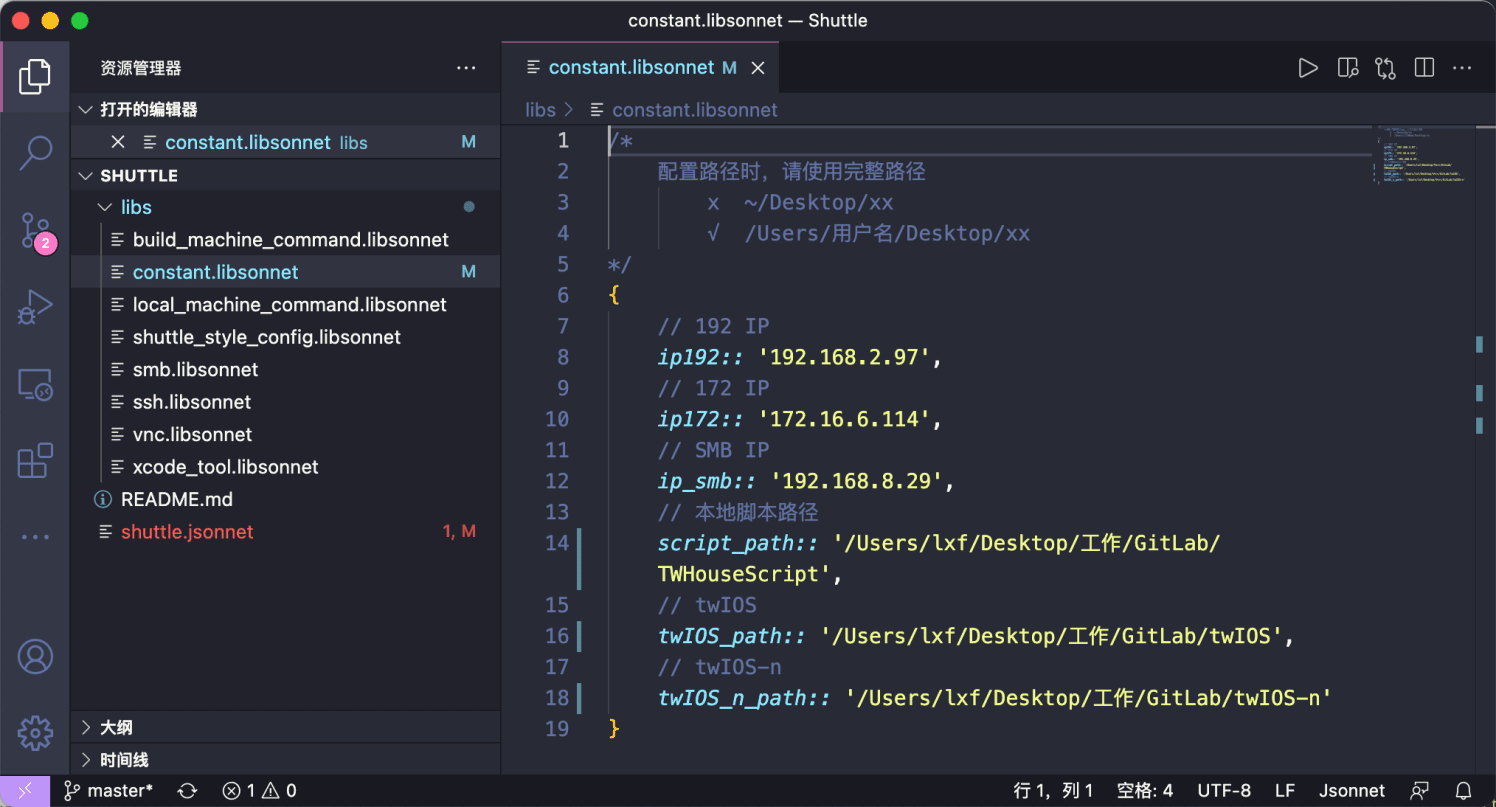 constant.libsonnet — Shuttle
资源管理器
打开的编辑器
constant.libsonnet libs M
SHUTTLE
libs
build_machine_command.libsonnet
constant.libsonnet M
local_machine_command.libsonnet
shuttle_style_config.libsonnet
smb.libsonnet
ssh.libsonnet
vnc.libsonnet
xcode_tool.libsonnet
README.md
shuttle.jsonnet 1, M
大纲
时间线
2
constant.libsonnet M
libs constant.libsonnet
1 /*
2 配置路径时，请使用完整路径
3 x ~/Desktop/xx
4 √ /Users/用户名/Desktop/xx
5 */
6 {
7 // 192 IP
8 ip192:: '192.168.2.97',
9 // 172 IP
10 ip172:: '172.16.6.114',
11 // SMB IP
12 ip_smb:: '192.168.8.29',
13 // 本地脚本路径
14 script_path:: '/Users/lxf/Desktop/工作/GitLab/
TWHouseScript',
15 // twIOS
16 twIOS_path:: '/Users/lxf/Desktop/工作/GitLab/twIOS',
17 // twIOS-n
18 twIOS_n_path:: '/Users/lxf/Desktop/工作/GitLab/twIOS-n'
19 }
master* 1 0 行 1，列 1 空格: 4 UTF-8 LF Jsonnet